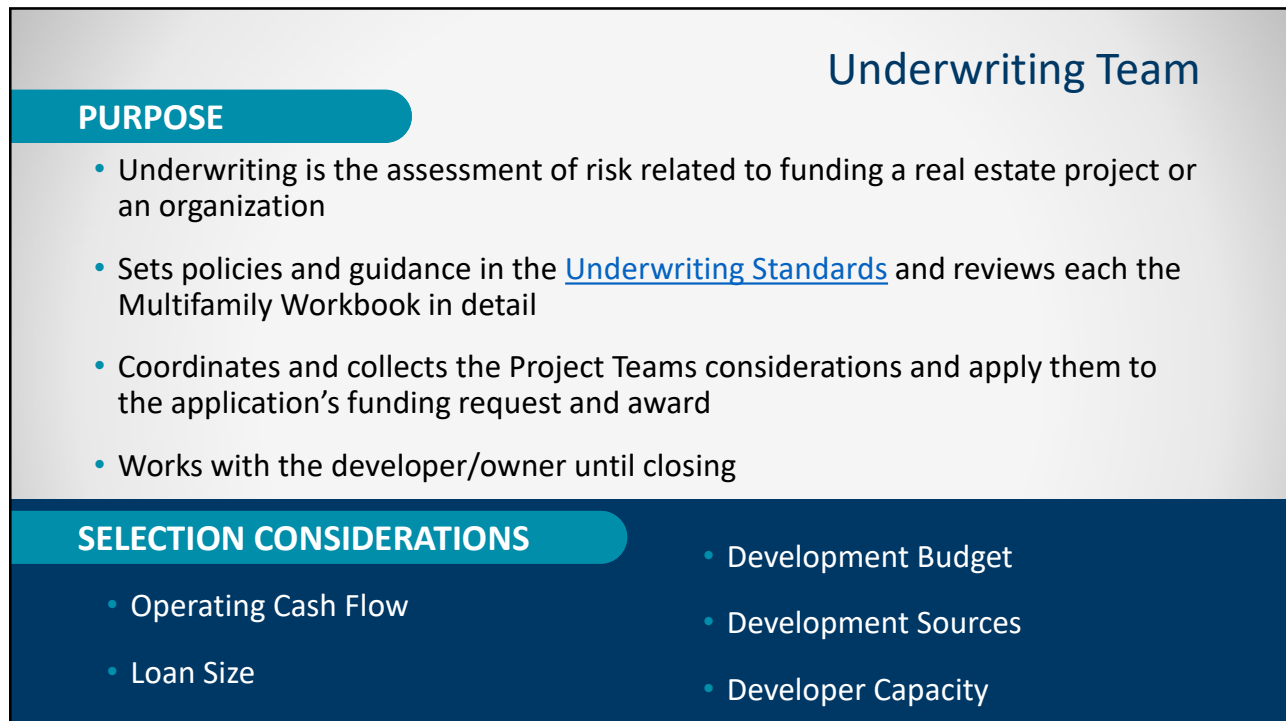 Underwriting Team
PURPOSE
• Underwriting is the assessment of risk related to funding a real estate project or
an organization
• Sets policies and guidance in the Underwriting Standards and reviews each the
Multifamily Workbook in detail
• Coordinates and collects the Project Teams considerations and apply them to
the application’s funding request and award
• Works with the developer/owner until closing
SELECTION CONSIDERATIONS
• Operating Cash Flow
• Loan Size
• Development Budget
• Development Sources
• Developer Capacity